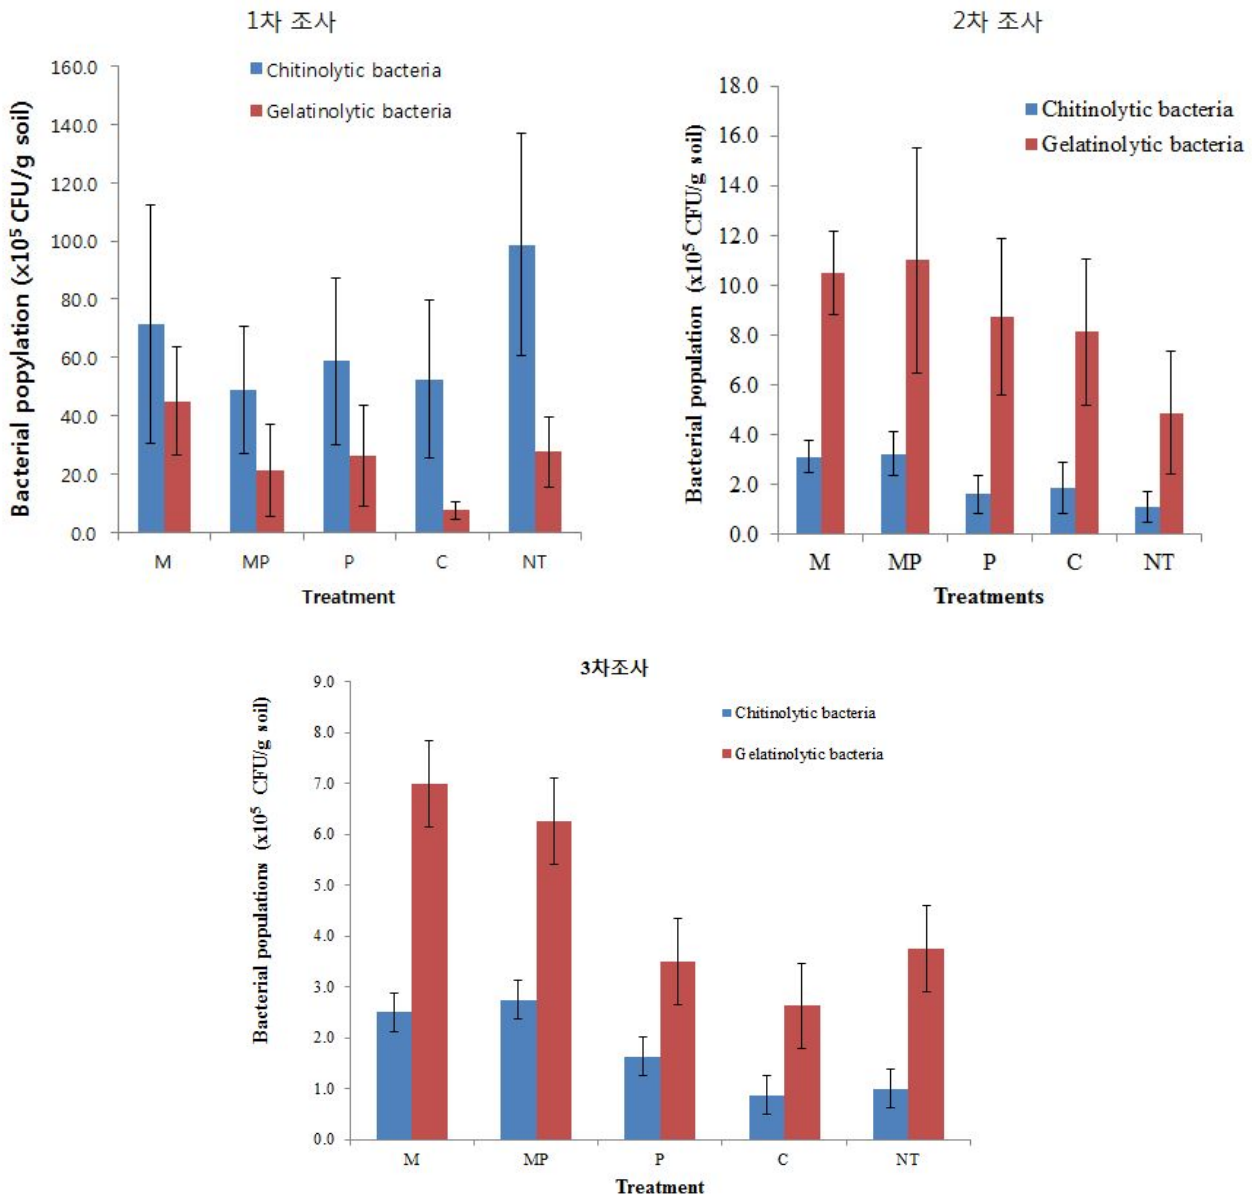 1차 조사
Chitinolytic bacteria
Gelatinolytic bacteria
Bacterial popylation (x10⁵ CFU/g soil)
160.0
140.0
120.0
100.0
80.0
60.0
40.0
20.0
0.0
M MP P C NT
Treatment
2차 조사
Chitinolytic bacteria
Gelatinolytic bacteria
Bacterial population (x10⁵ CFU/g soil)
18.0
16.0
14.0
12.0
10.0
8.0
6.0
4.0
2.0
0.0
M MP P C NT
Treatments
3차조사
Chitinolytic bacteria
Gelatinolytic bacteria
Bacterial populations (x10⁵ CFU/g soil)
9.0
8.0
7.0
6.0
5.0
4.0
3.0
2.0
1.0
0.0
M MP P C NT
Treatment